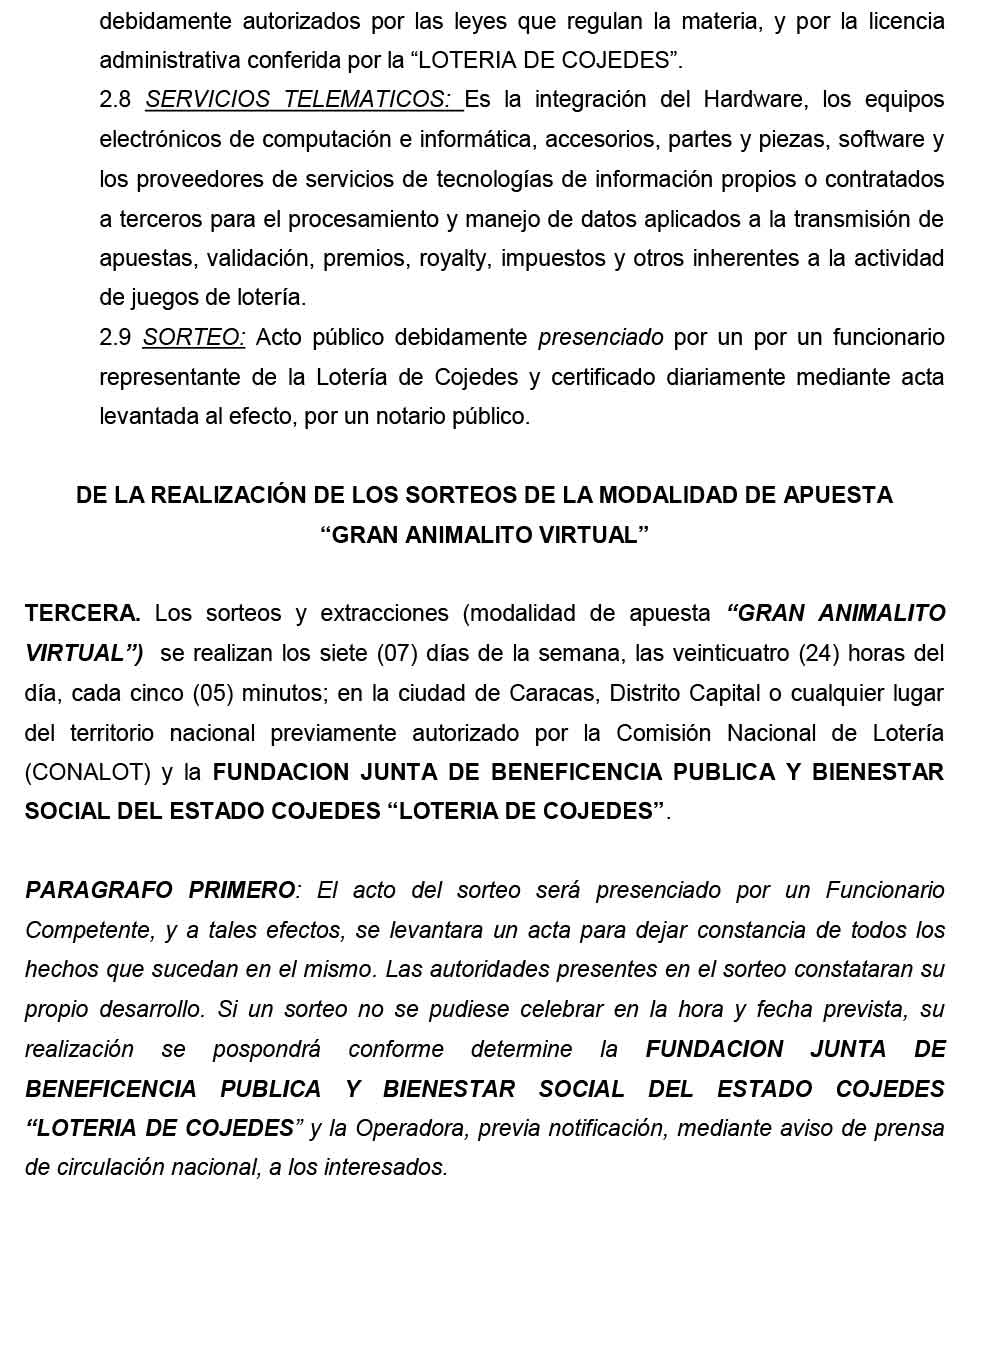 debidamente autorizados por las leyes que regulan la materia, y por la licencia
administrativa conferida por la “LOTERIA DE COJEDES”.
2.8 SERVICIOS TELEMATICOS: Es la integración del Hardware, los equipos
electrónicos de computación e informática, accesorios, partes y piezas, software y
los proveedores de servicios de tecnologías de información propios o contratados
a terceros para el procesamiento y manejo de datos aplicados a la transmisión de
apuestas, validación, premios, royalty, impuestos y otros inherentes a la actividad
de juegos de lotería.
2.9 SORTEO: Acto público debidamente presenciado por un por un funcionario
representante de la Lotería de Cojedes y certificado diariamente mediante acta
levantada al efecto, por un notario público.
DE LA REALIZACIÓN DE LOS SORTEOS DE LA MODALIDAD DE APUESTA
“GRAN ANIMALITO VIRTUAL”
TERCERA. Los sorteos y extracciones (modalidad de apuesta “GRAN ANIMALITO
VIRTUAL”) se realizan los siete (07) días de la semana, las veinticuatro (24) horas del
día, cada cinco (05) minutos; en la ciudad de Caracas, Distrito Capital o cualquier lugar
del territorio nacional previamente autorizado por la Comisión Nacional de Lotería
(CONALOT) y la FUNDACION JUNTA DE BENEFICENCIA PUBLICA Y BIENESTAR
SOCIAL DEL ESTADO COJEDES “LOTERIA DE COJEDES”.
PARAGRAFO PRIMERO: El acto del sorteo será presenciado por un Funcionario
Competente, y a tales efectos, se levantara un acta para dejar constancia de todos los
hechos que sucedan en el mismo. Las autoridades presentes en el sorteo constataran su
propio desarrollo. Si un sorteo no se pudiese celebrar en la hora y fecha prevista, su
realización se pospondrá conforme determine la FUNDACION JUNTA DE
BENEFICENCIA PUBLICA Y BIENESTAR SOCIAL DEL ESTADO COJEDES
“LOTERIA DE COJEDES” y la Operadora, previa notificación, mediante aviso de prensa
de circulación nacional, a los interesados.